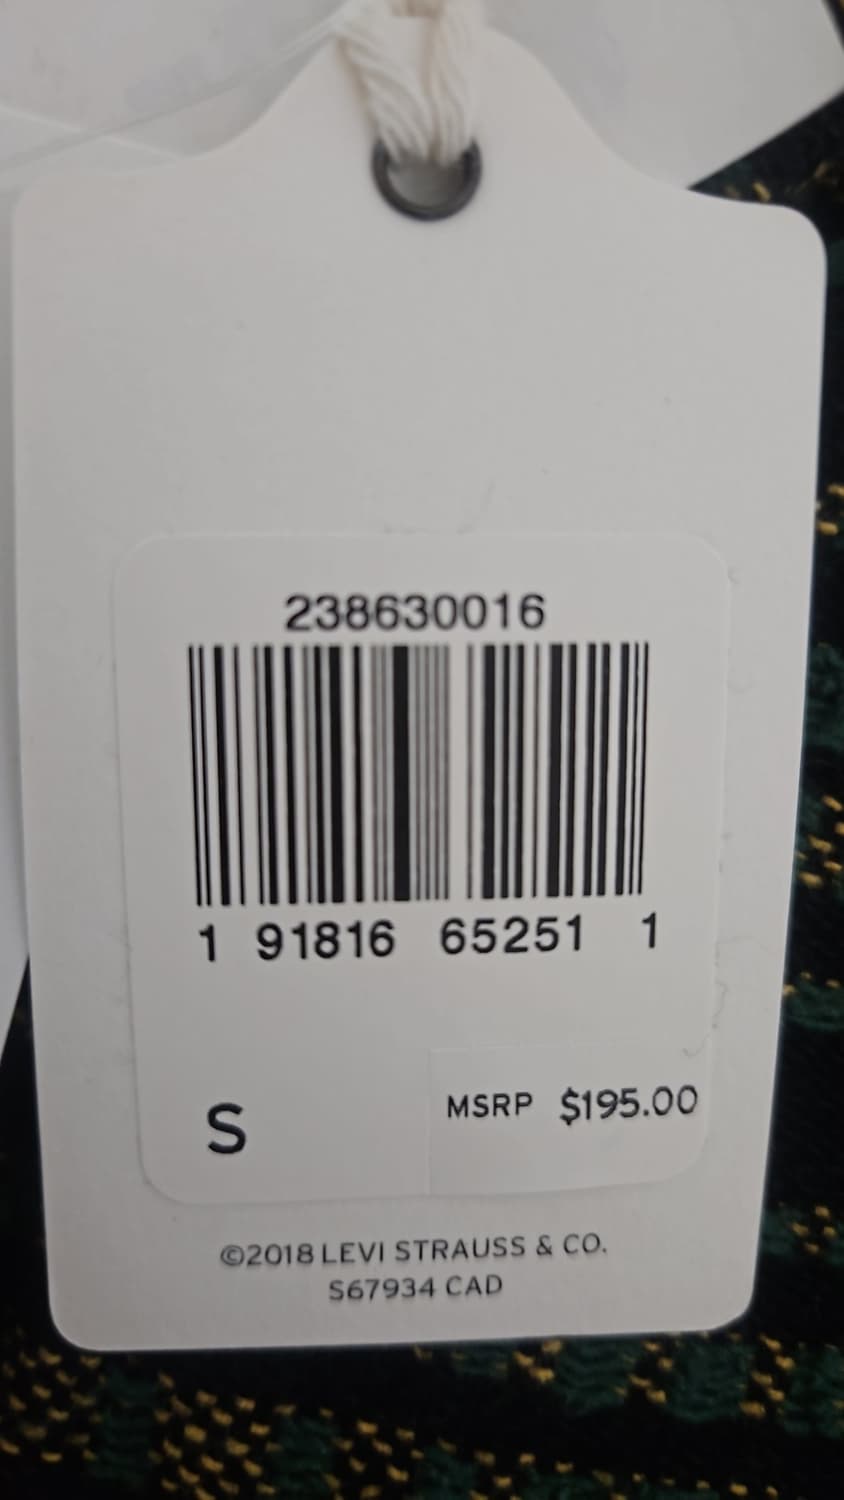 238630016
1 91816 65251 1
S MSRP $195.00
©2018 LEVI STRAUSS & CO.
S67934 CAD